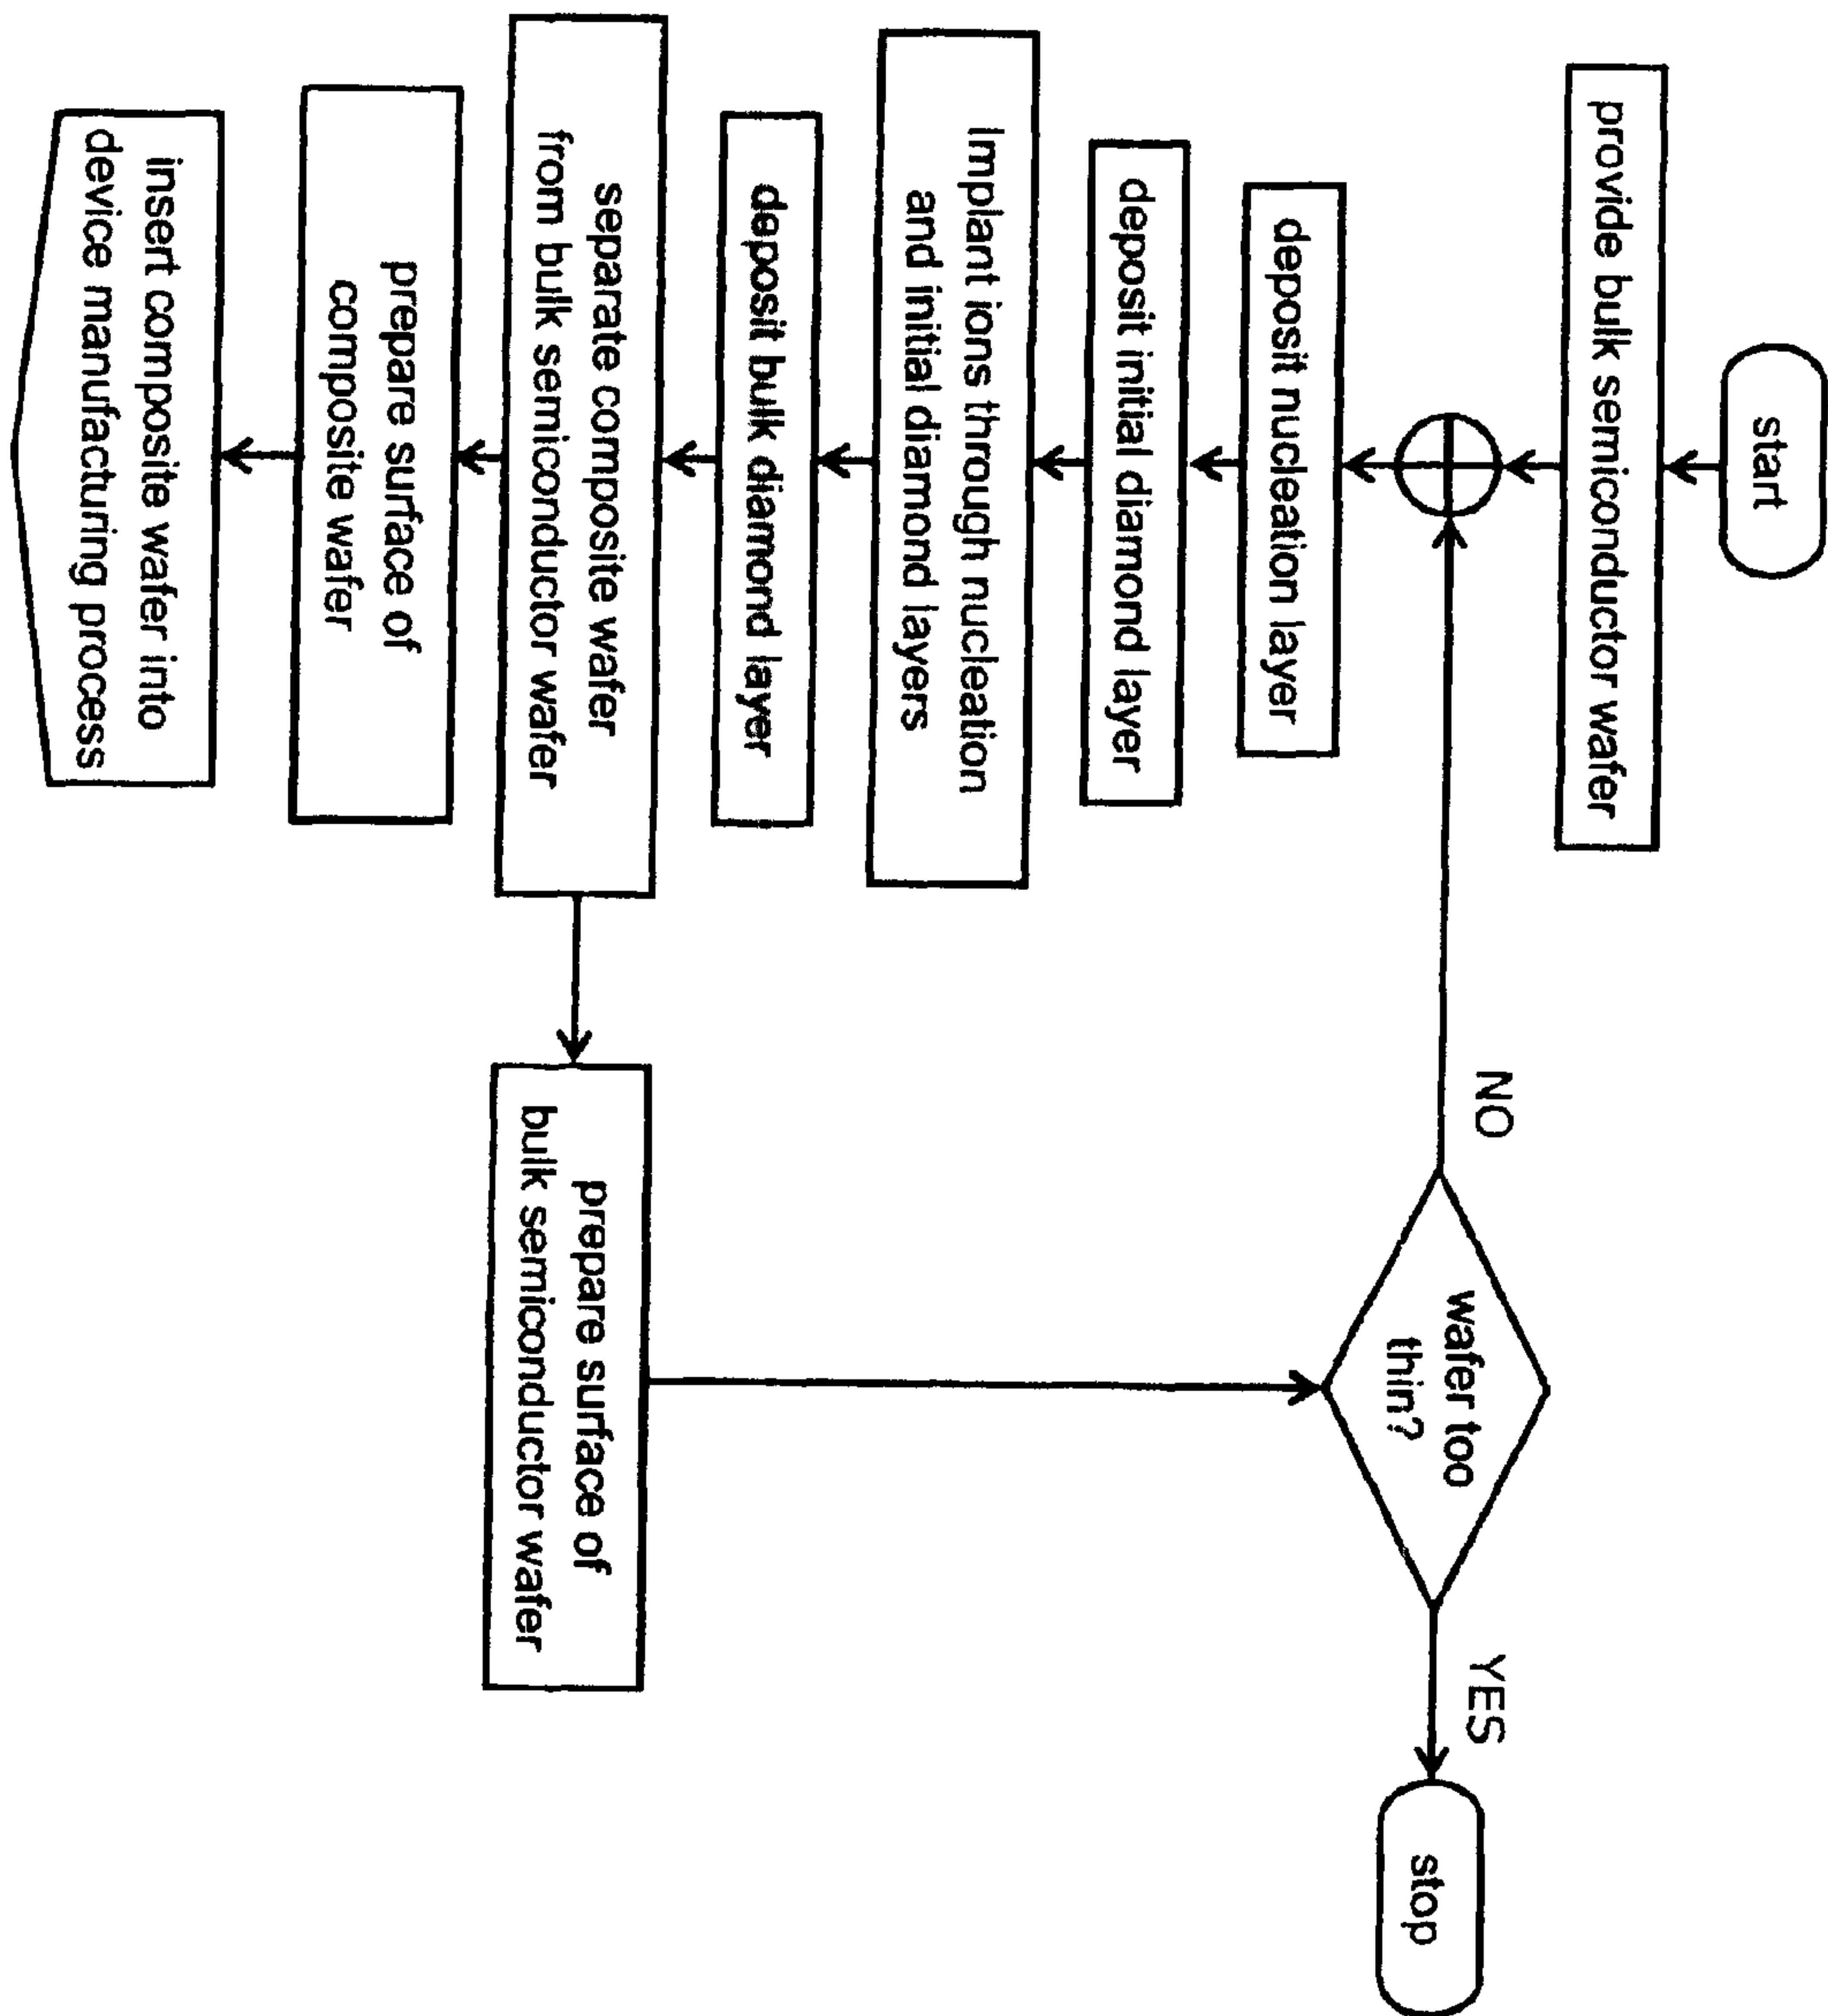 start
provide bulk semiconductor wafer
deposit nucleation layer
deposit initial diamond layer
Implant ions through nucleation
and initial diamond layers
deposit bulk diamond layer
separate composite wafer
from bulk semiconductor wafer
prepare surface of
composite wafer
insert composite wafer into
device manufacturing process
prepare surface of
bulk semiconductor wafer
wafer too
thin?
NO
YES
stop